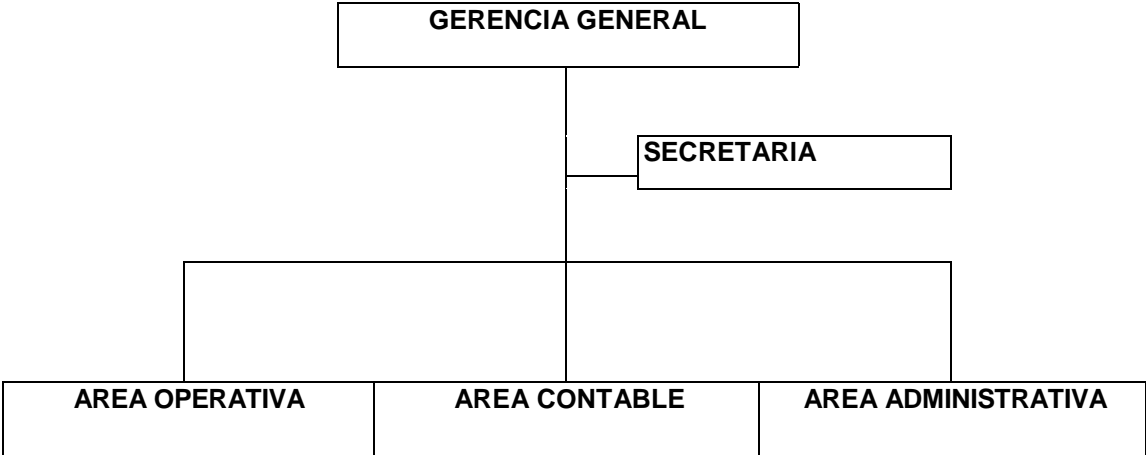 GERENCIA GENERAL
SECRETARIA
AREA OPERATIVA
AREA CONTABLE
AREA ADMINISTRATIVA